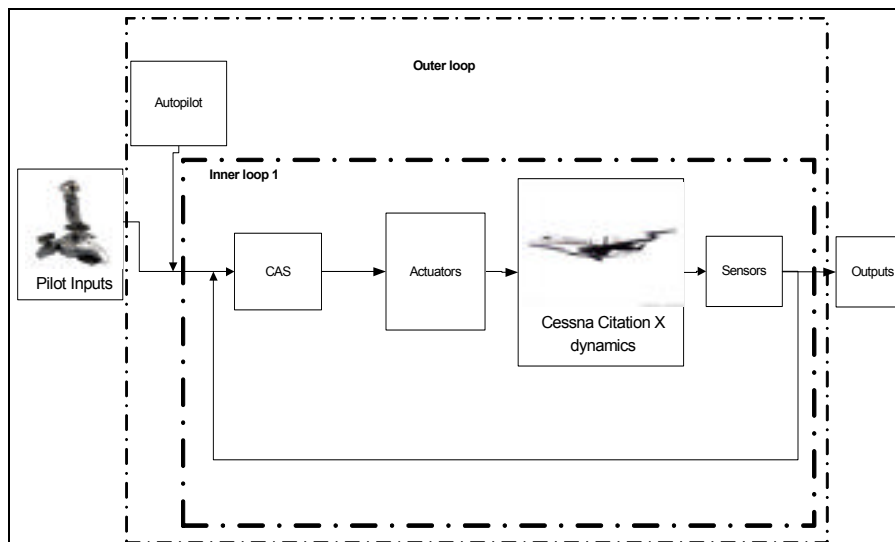 Outer loop
Autopilot
Inner loop 1
Pilot Inputs
CAS
Actuators
Cessna Citation X
dynamics
Sensors
Outputs